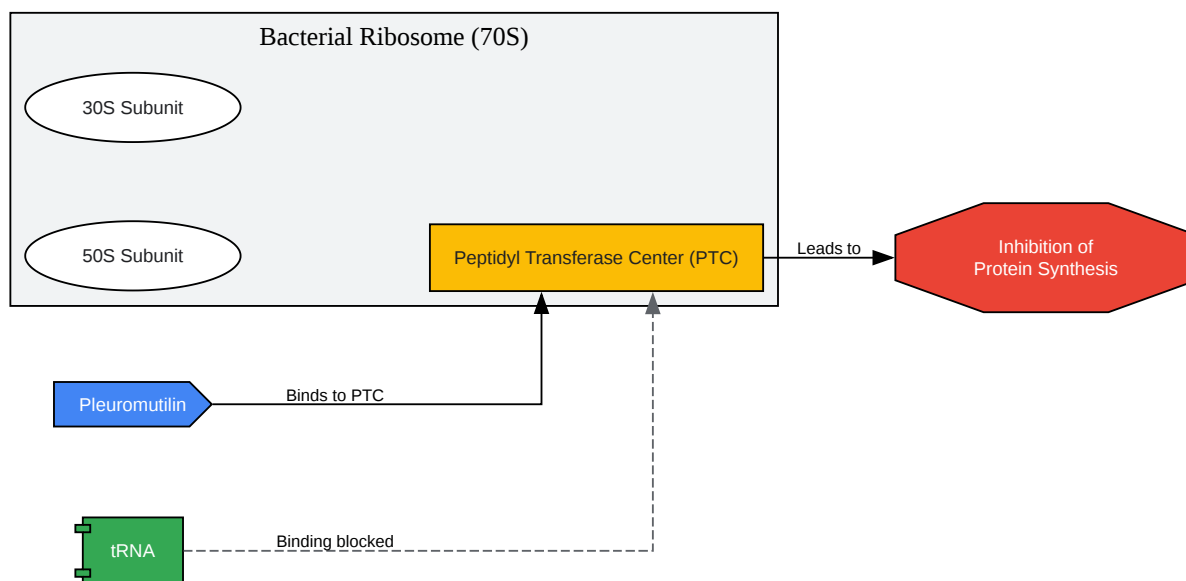 Bacterial Ribosome (70S)
30S Subunit
50S Subunit
Peptidyl Transferase Center (PTC)
Leads to
Inhibition of
Protein Synthesis
Pleuromutilin
Binds to PTC
tRNA
Binding blocked